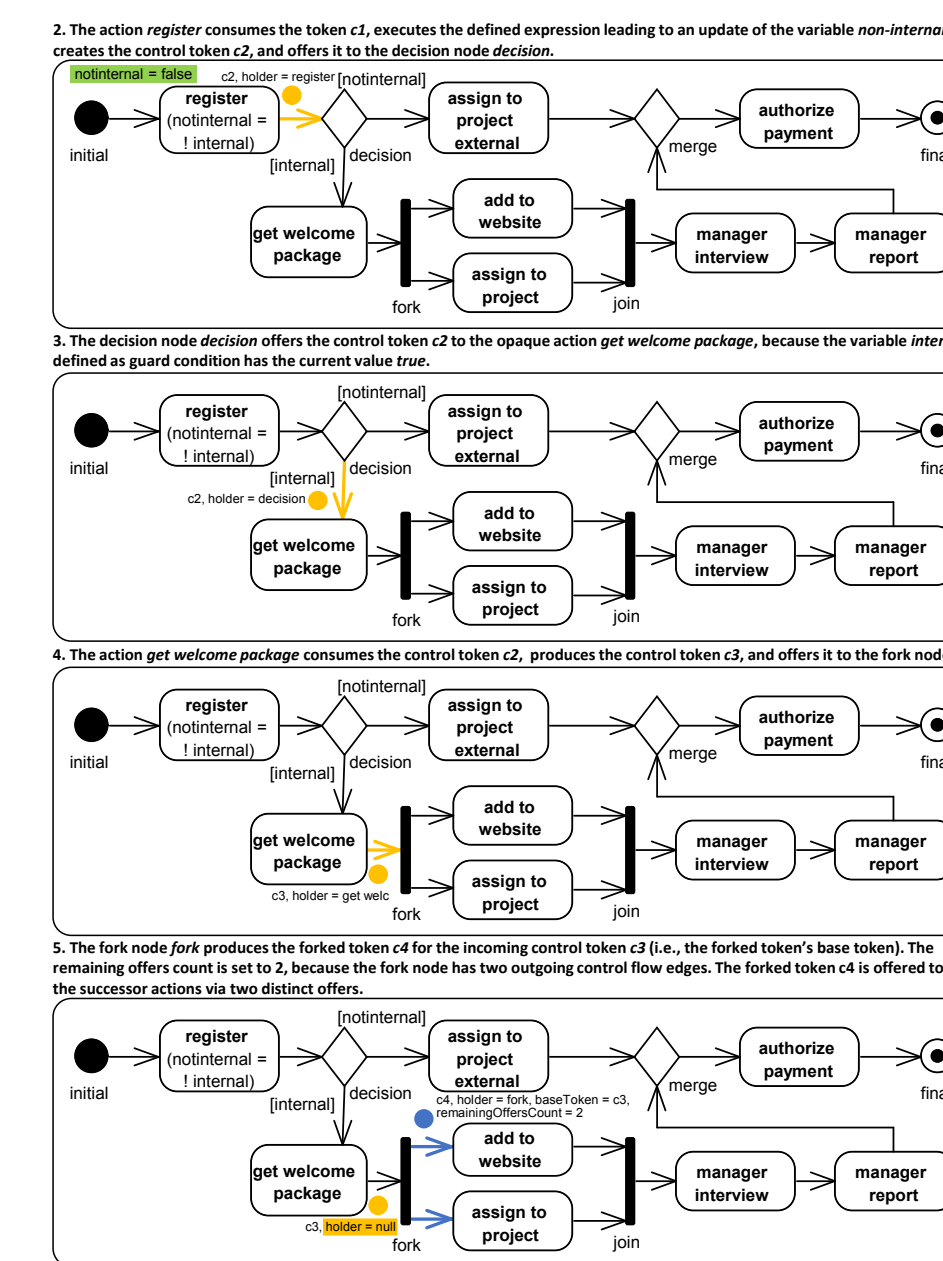 2. The action register consumes the token c1, executes the defined expression leading to an update of the variable non-internal
creates the control token c2, and offers it to the decision node decision.
notinternal = false
c2, holder = register
[notinternal]
register
(notinternal =
! internal)
assign to
project
external
authorize
payment
initial
decision
merge
[internal]
get welcome
package
add to
website
assign to
project
manager
interview
manager
report
fork
join
3. The decision node decision offers the control token c2 to the opaque action get welcome package, because the variable
defined as guard condition has the current value true.
[notinternal]
register
(notinternal =
! internal)
assign to
project
external
authorize
payment
initial
decision
merge
[internal]
c2, holder = decision
get welcome
package
add to
website
assign to
project
manager
interview
manager
report
fork
join
4. The action get welcome package consumes the control token c2, produces the control token c3, and offers it to the fork node
[notinternal]
register
(notinternal =
! internal)
assign to
project
external
authorize
payment
initial
decision
merge
[internal]
get welcome
package
c3, holder = get welc
add to
website
assign to
project
manager
interview
manager
report
fork
join
5. The fork node fork produces the forked token c4 for the incoming control token c3 (i.e., the forked token's base token). The
remaining offers count is set to 2, because the fork node has two outgoing control flow edges. The forked token c4 is offered to
the successor actions via two distinct offers.
[notinternal]
register
(notinternal =
! internal)
assign to
project
external
authorize
payment
initial
decision
merge
[internal]
c4, holder = fork, baseToken = c3,
remainingOffersCount = 2
get welcome
package
c3, holder = null
add to
website
assign to
project
manager
interview
manager
report
fork
join